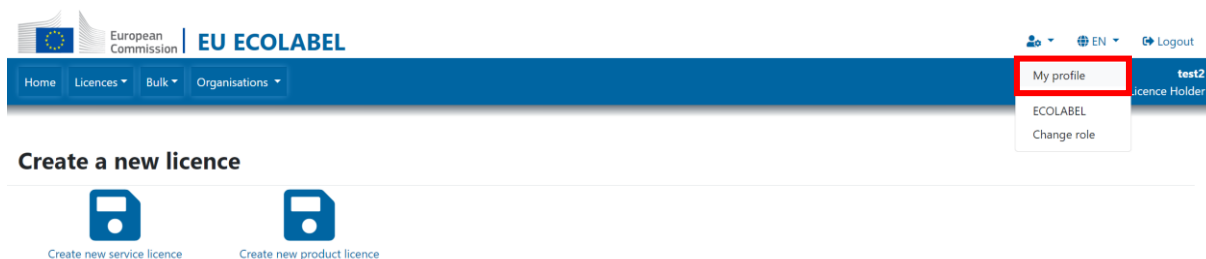 European
Commission
EU ECOLABEL
EN
Logout
Home
Licences
Bulk
Organisations
My profile
test2
Licence Holder
ECOLABEL
Change role
Create a new licence
Create new service licence
Create new product licence